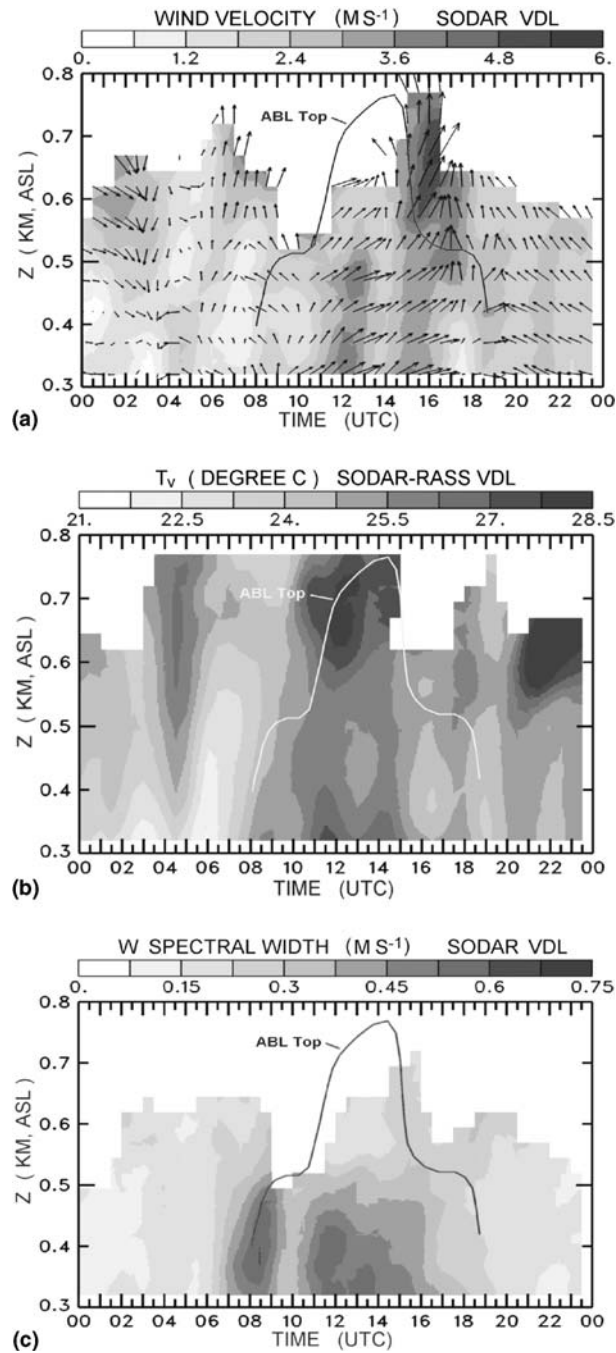 WIND VELOCITY (M S-1) SODAR VDL
0. 1.2 2.4 3.6 4.8 6.
0.8
0.7
0.6
0.5
0.4
0.3
Z (KM, ASL)
ABL Top
00 02 04 06 08 10 12 14 16 18 20 22 00
TIME (UTC)
(a)
Tv (DEGREE C) SODAR-RASS VDL
21. 22.5 24. 25.5 27. 28.5
0.8
0.7
0.6
0.5
0.4
0.3
Z (KM, ASL)
ABL Top
00 02 04 06 08 10 12 14 16 18 20 22 00
TIME (UTC)
(b)
W SPECTRAL WIDTH (M S-1) SODAR VDL
0. 0.15 0.3 0.45 0.6 0.75
0.8
0.7
0.6
0.5
0.4
0.3
Z (KM, ASL)
ABL Top
00 02 04 06 08 10 12 14 16 18 20 22 00
TIME (UTC)
(c)